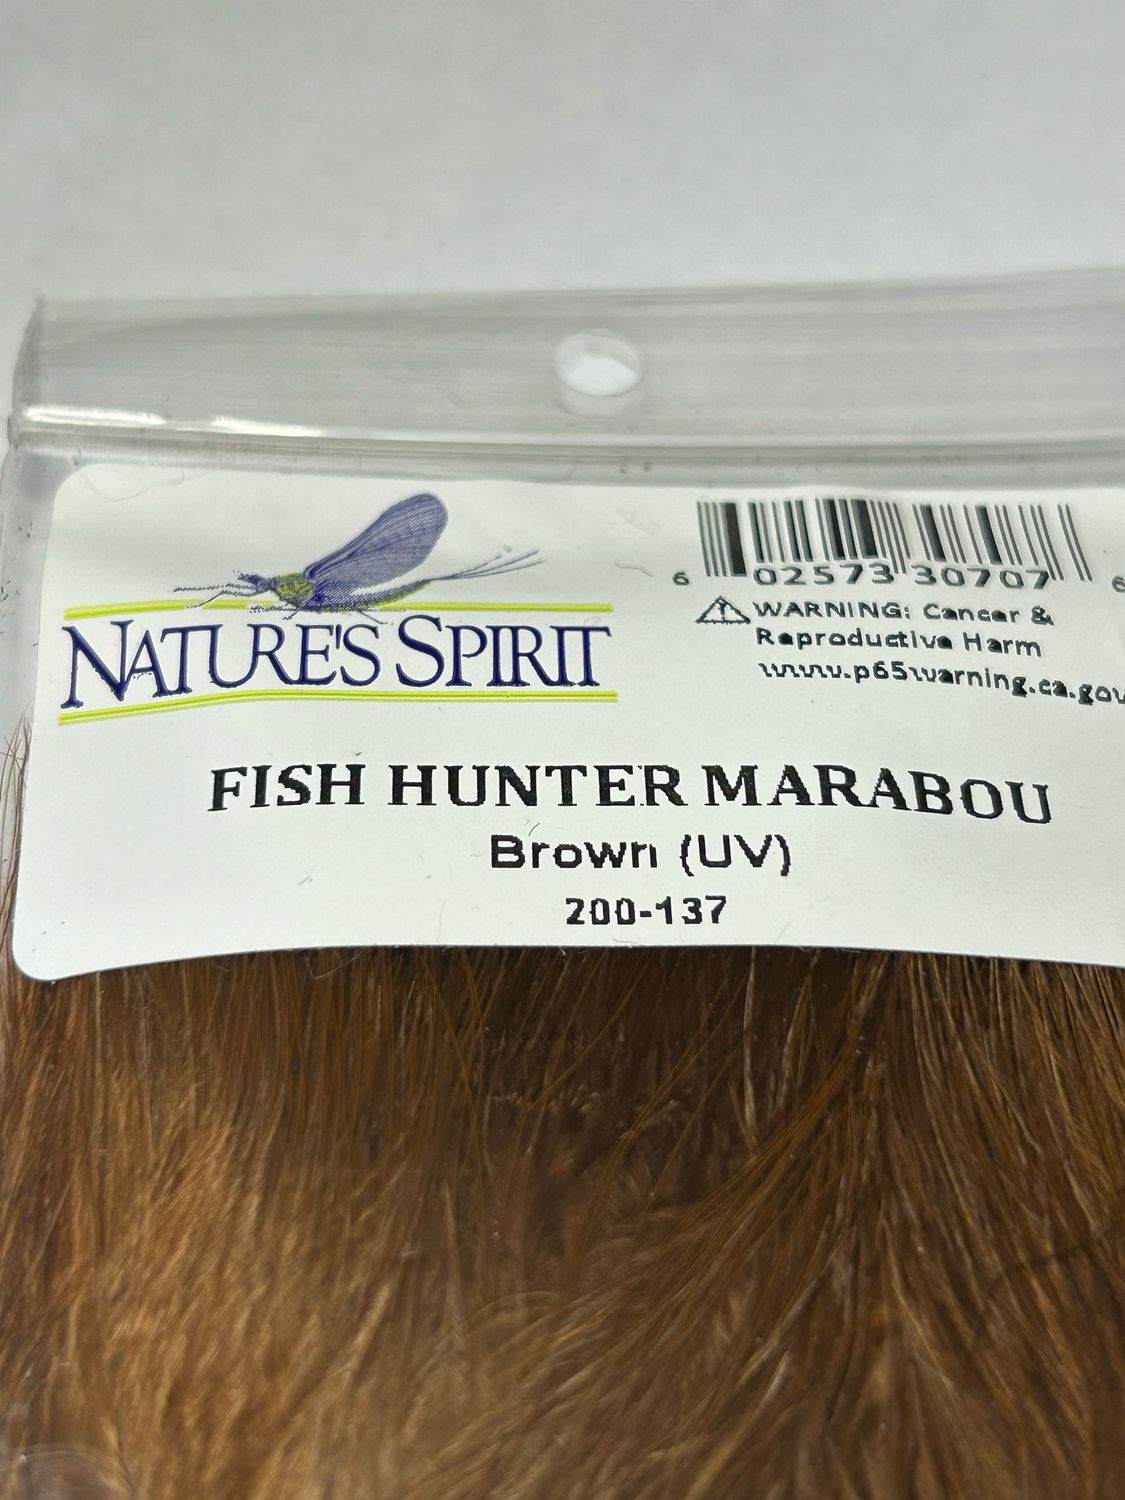 NATURE'S SPIRIT
6 02573 30707 6
WARNING: Cancer &
Reproductive Harm
www.p65warning.ca.gov
FISH HUNTER MARABOU
Brown (UV)
200-137